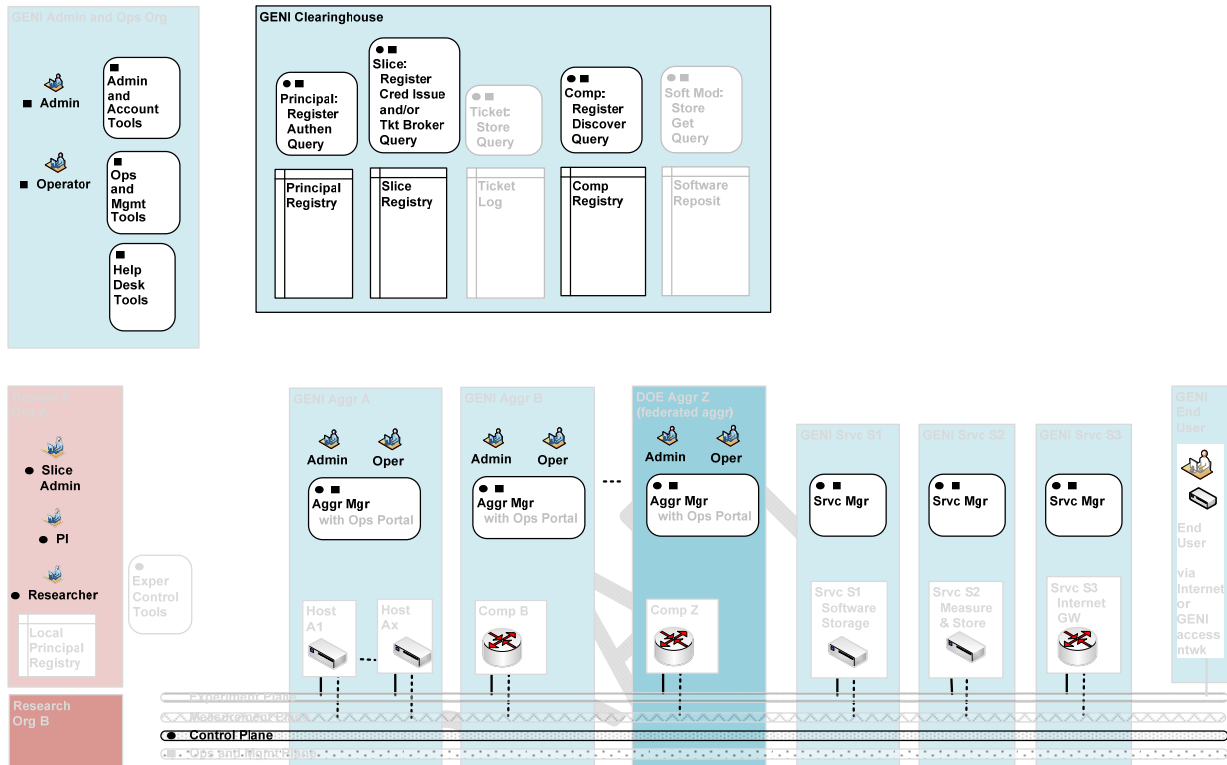 GENI Admin and Ops Org
Admin
Operator
Admin
and
Account
Tools
Ops
and
Mgmt
Tools
Help
Desk
Tools
GENI Clearinghouse
Principal:
Register
Authen
Query
Slice:
Register
Cred Issue
and/or
Tkt Broker
Query
Ticket:
Store
Query
Comp:
Register
Discover
Query
Soft Mod:
Store
Get
Query
Principal
Registry
Slice
Registry
Ticket
Log
Comp
Registry
Software
Reposit
Slice
Admin
PI
Researcher
Local
Principal
Registry
Exper
Control
Tools
Research
Org B
GENI Aggr A
Admin
Oper
Aggr Mgr
with Ops Portal
Host
A1
Host
Ax
GENI Aggr B
Admin
Oper
Aggr Mgr
with Ops Portal
Comp B
DOE Aggr Z
(federated aggr)
Admin
Oper
Aggr Mgr
with Ops Portal
Comp Z
GENI Srvc S1
Srvc Mgr
Srvc S1
Software
Storage
GENI Srvc S2
Srvc Mgr
Srvc S2
Measure
& Store
GENI Srvc S3
Srvc Mgr
Srvc S3
Internet
GW
GENI
End
User
End
User
via
Internet
or
GENI
access
ntwk
Experiment Plane
Measurement Plane
Control Plane
Ops and Mgmt Plane